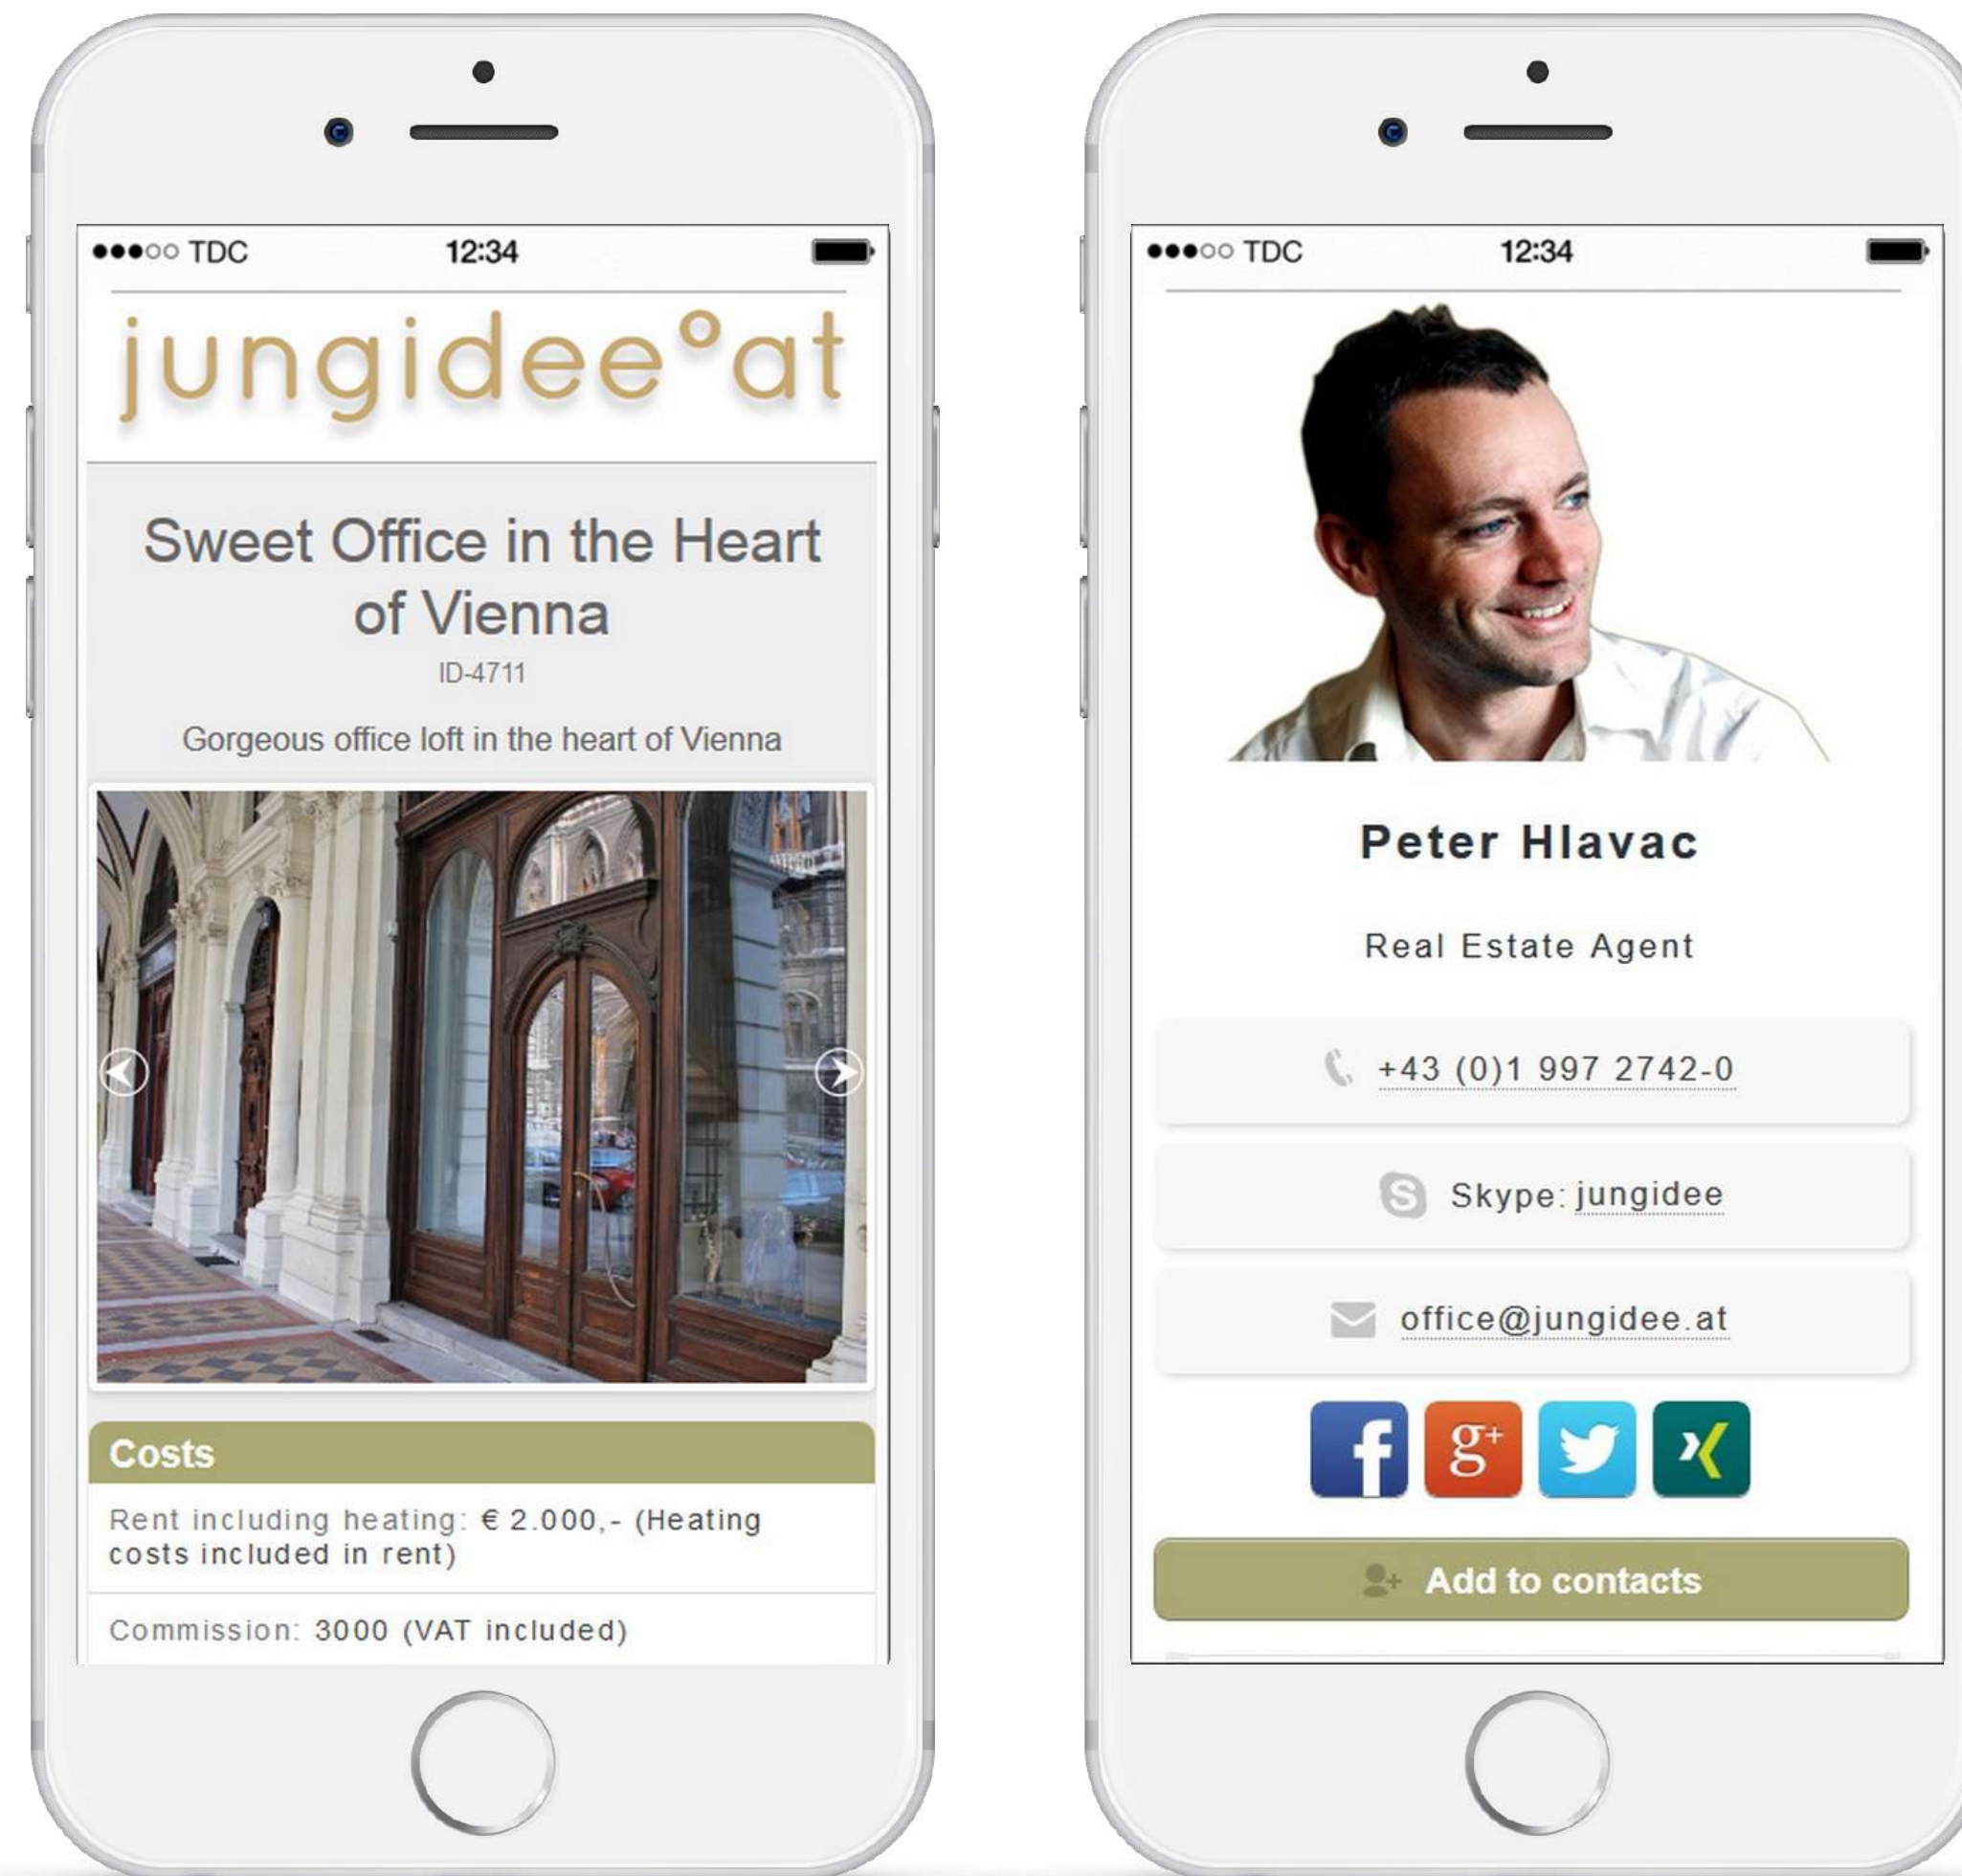 TDC 12:34
jungidee°at
Sweet Office in the Heart
of Vienna
ID-4711
Gorgeous office loft in the heart of Vienna
Costs
Rent including heating: € 2.000,- (Heating
costs included in rent)
Commission: 3000 (VAT included)
TDC 12:34
Peter Hlavac
Real Estate Agent
+43 (0)1 997 2742-0
Skype: jungidee
office@jungidee.at
f g+
Add to contacts